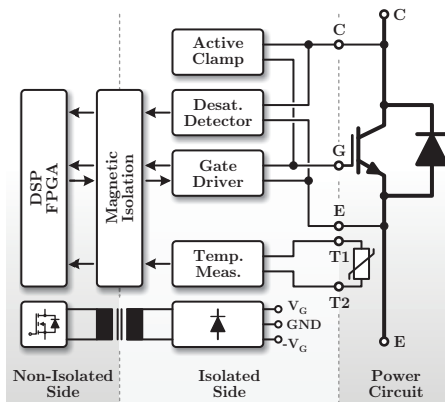 C
C
Active
Clamp
Desat.
Detector
DSP
FPGA
Magnetic
Isolation
Gate
Driver
G
E
Temp.
Meas.
T1
T2
V_G
GND
-V_G
E
Non-Isolated
Side
Isolated
Side
Power
Circuit